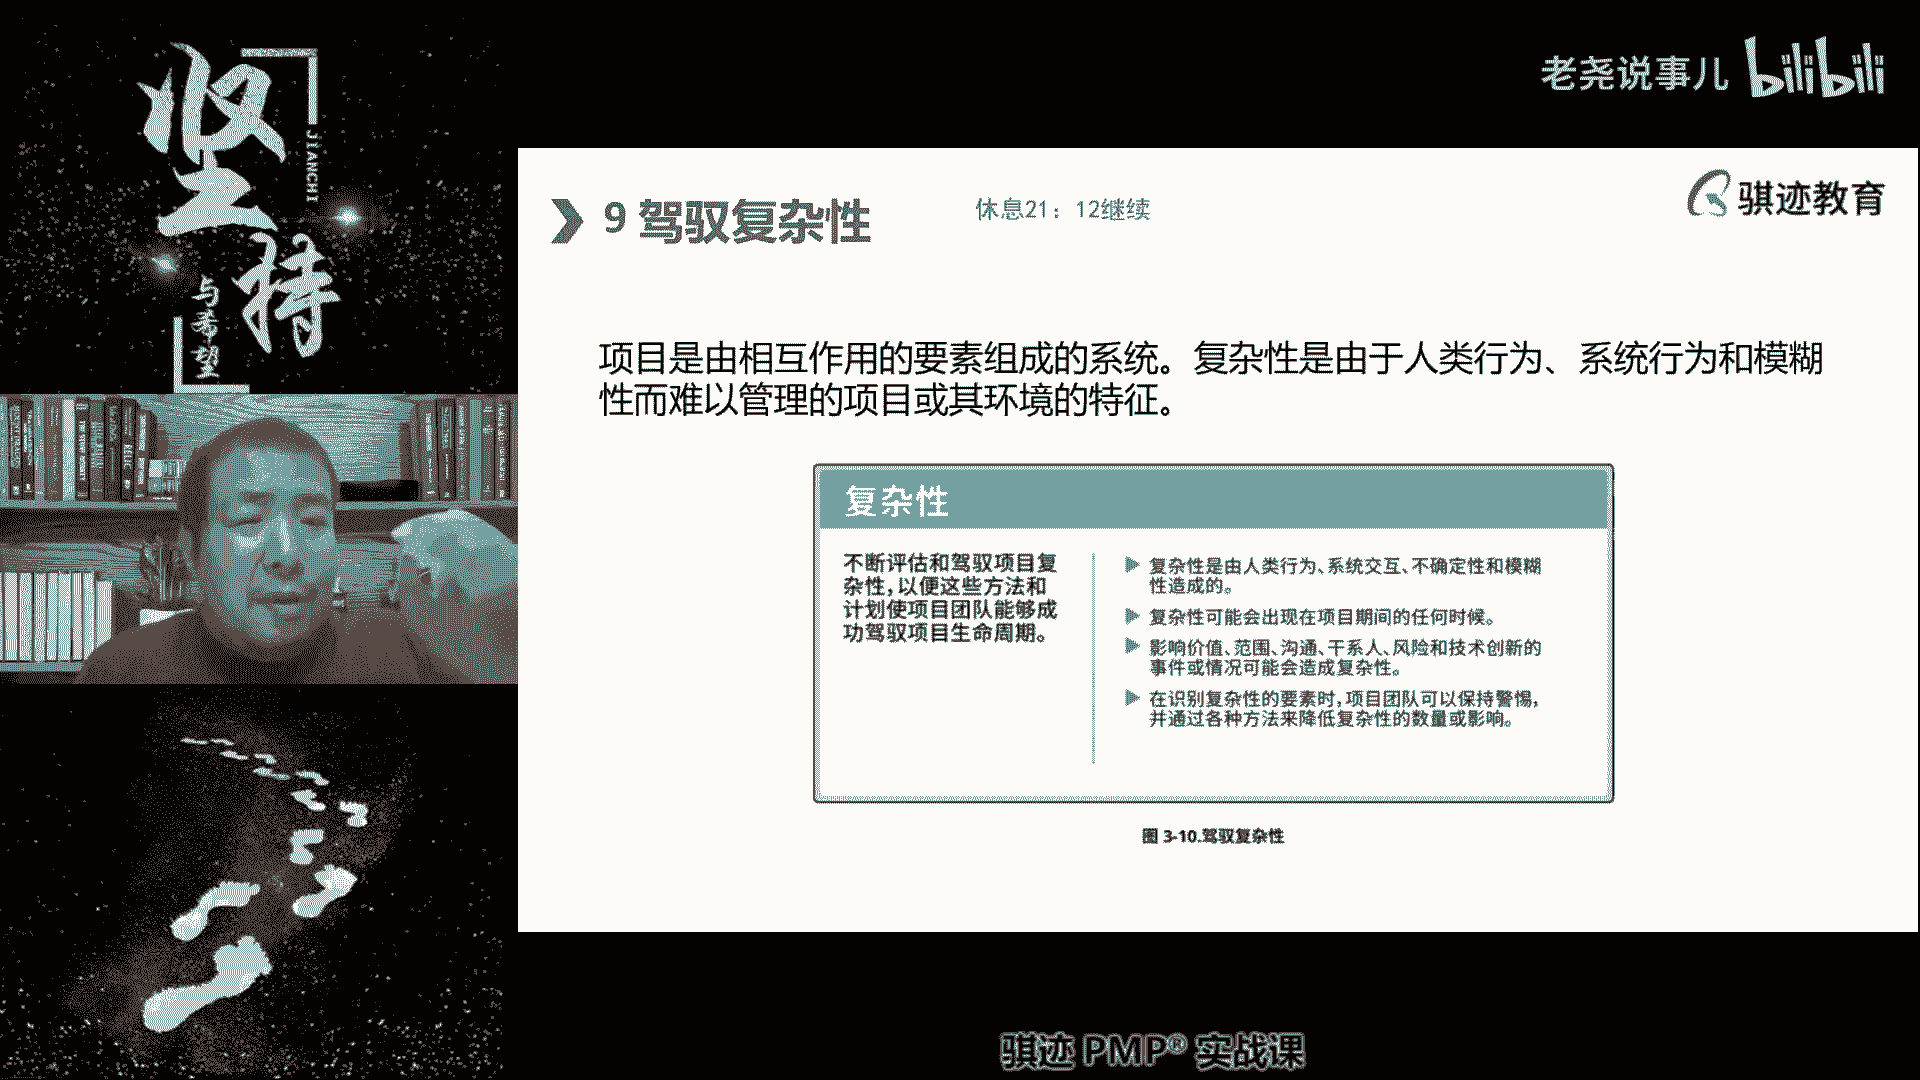 坚持
JIANCHI
与希望
老尧说事儿 bilibili
骐迹教育
9 驾驭复杂性
休息21：12继续
项目是由相互作用的要素组成的系统。复杂性是由于人类行为、系统行为和模糊
性而难以管理的项目或其环境的特征。
复杂性
不断评估和驾驭项目复
杂性，以便这些方法和
计划使项目团队能够成
功驾驭项目生命周期。
复杂性是由人类行为、系统交互、不确定性和模糊
性造成的。
复杂性可能会出现在项目期间的任何时候。
影响价值、范围、沟通、干系人、风险和技术创新的
事件或情况可能会造成复杂性。
在识别复杂性的要素时，项目团队可以保持警惕，
并通过各种方法来降低复杂性的数量或影响。
图 3-10.驾驭复杂性
骐迹 PMP® 实战课